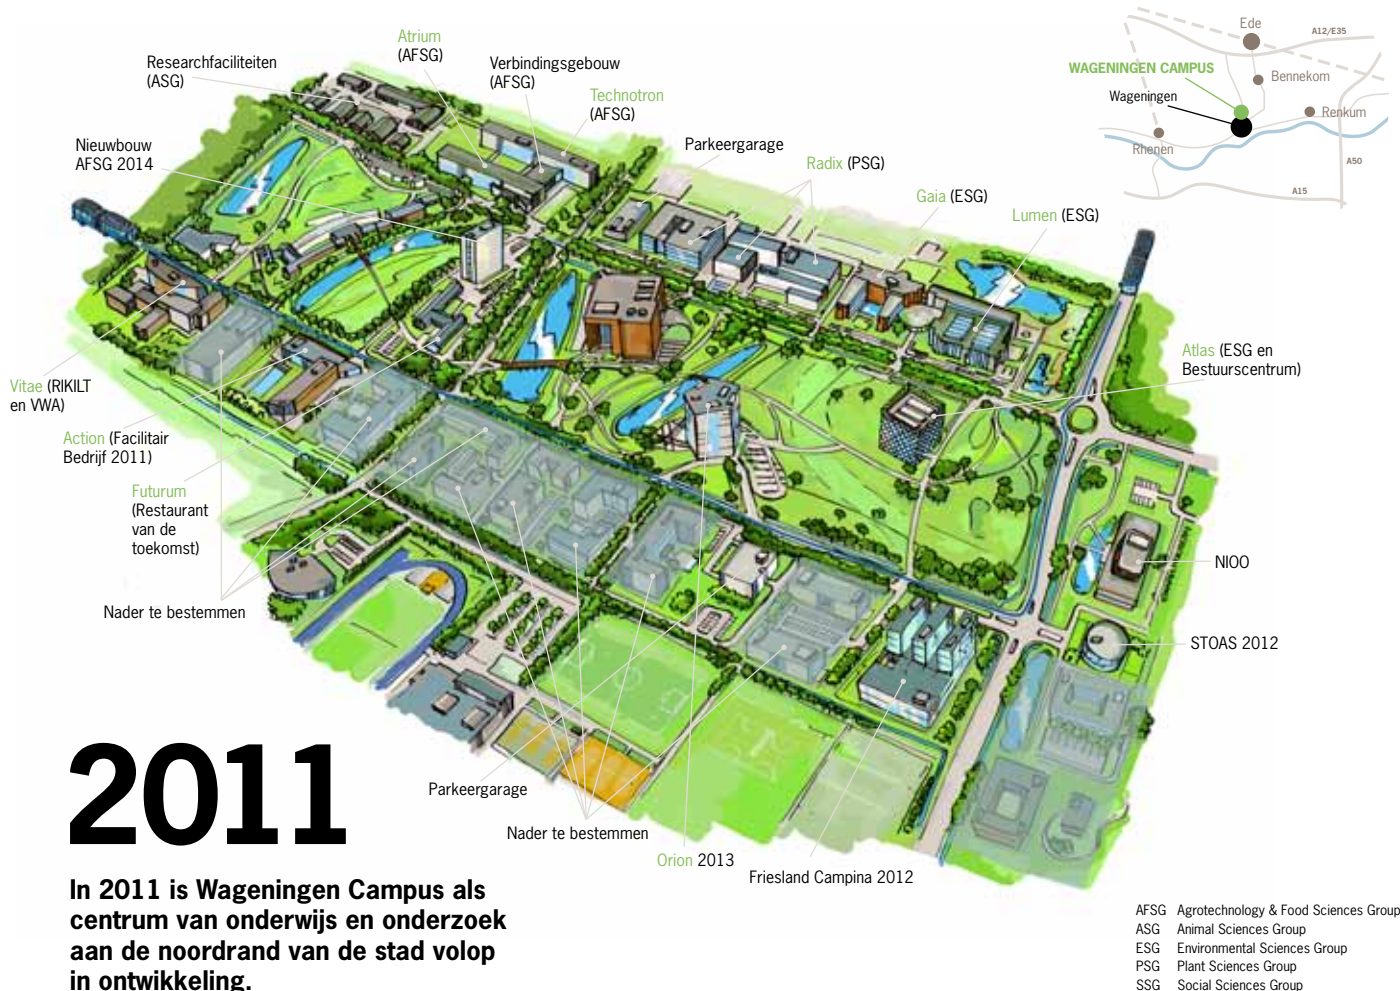 Ede
A12/E35
WAGENINGEN CAMPUS
Bennekom
Wageningen
Renkum
Rhenen
A50
A15
Atrium
(AFSG)
Researchfaciliteiten
(ASG)
Verbindingsgebouw
(AFSG)
Technotron
(AFSG)
Nieuwbouw
AFSG 2014
Parkeergarage
Radix (PSG)
Gaia (ESG)
Lumen (ESG)
Atlas (ESG en
Bestuurscentrum)
Vitae (RIKILT
en VWA)
Action (Facilitair
Bedrijf 2011)
Futurum
(Restaurant
van de
toekomst)
Nader te bestemmen
NIOO
STOAS 2012
Parkeergarage
Nader te bestemmen
Orion 2013
Friesland Campina 2012
2011
In 2011 is Wageningen Campus als
centrum van onderwijs en onderzoek
aan de noordrand van de stad volop
in ontwikkeling.
AFSG Agrotechnology & Food Sciences Group
ASG Animal Sciences Group
ESG Environmental Sciences Group
PSG Plant Sciences Group
SSG Social Sciences Group